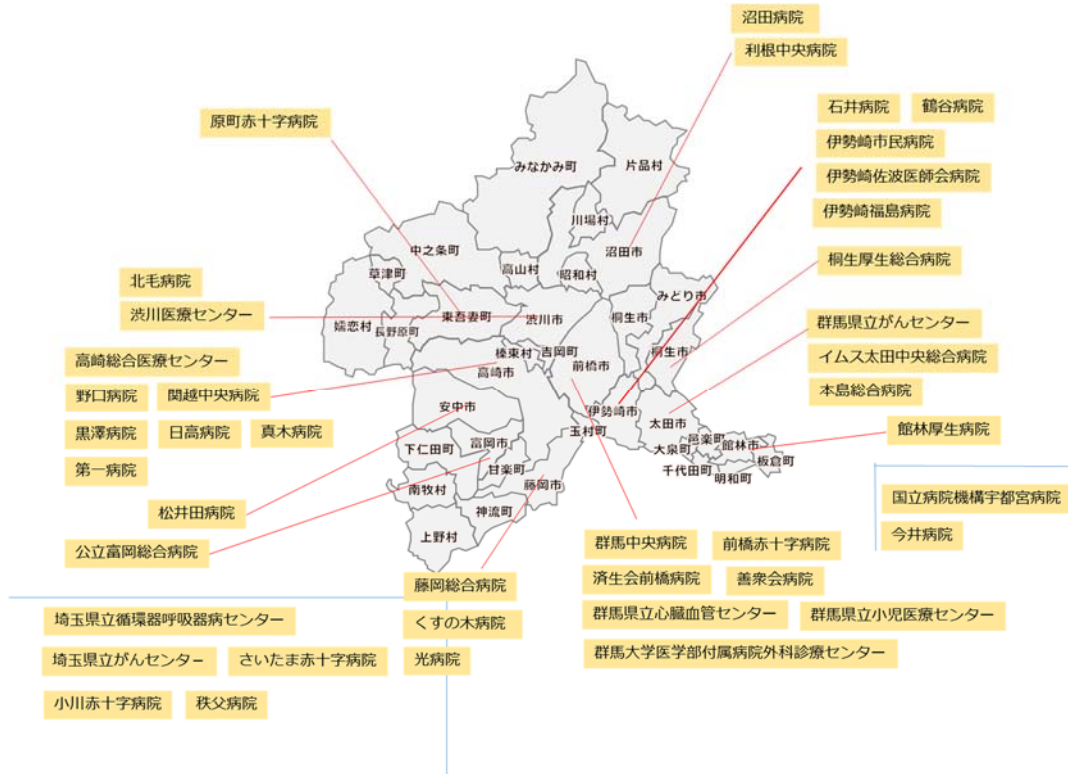 沼田病院
利根中央病院
石井病院 鶴谷病院
原町赤十字病院
伊勢崎市民病院
伊勢崎佐波医師会病院
伊勢崎福島病院
みなかみ町 片品村
川場村
中之条町 沼田市
高山村 昭和村
桐生厚生総合病院
草津町
北毛病院
みどり市
渋川医療センター
嬬恋村 長野原町 東吾妻町 渋川市 桐生市
群馬県立がんセンター
榛東村 吉岡町 前橋市 桐生市
高崎総合医療センター
高崎市
イムス太田中央総合病院
野口病院 関越中央病院
本島総合病院
安中市 伊勢崎市
玉村町 太田市
黒澤病院 日高病院 真木病院
館林厚生病院
下仁田町 富岡市 大泉町 邑楽町 館林市 板倉町
第一病院
甘楽町 千代田町 明和町
南牧村 藤岡市
国立病院機構宇都宮病院
松井田病院
神流町
今井病院
上野村
公立富岡総合病院
群馬中央病院 前橋赤十字病院
藤岡総合病院
済生会前橋病院 善衆会病院
埼玉県立循環器呼吸器病センター
くすの木病院
群馬県立心臓血管センター 群馬県立小児医療センター
埼玉県立がんセンター さいたま赤十字病院
光病院
群馬大学医学部付属病院外科診療センター
小川赤十字病院 秩父病院